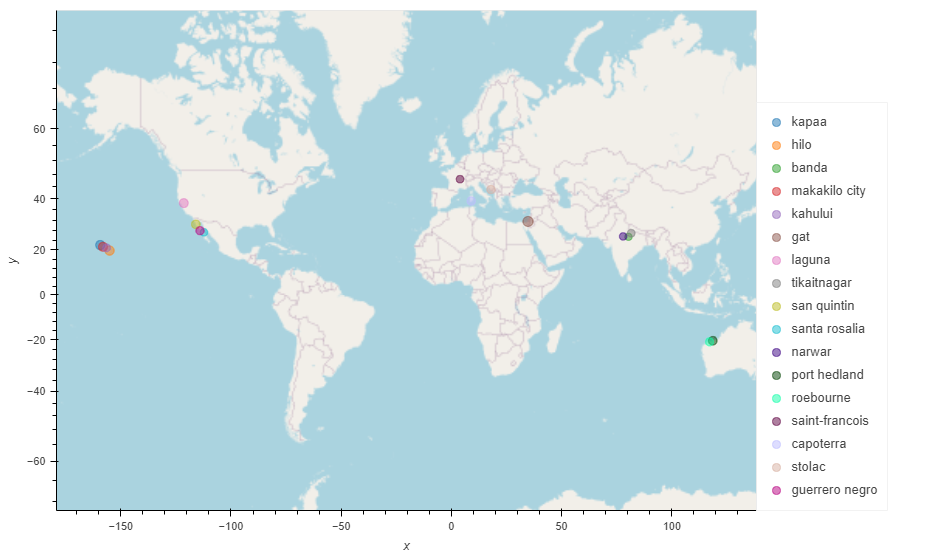 60
40
20
0
−20
−40
−60
y
−150
−100
−50
0
50
100
x
kapaa
hilo
banda
makakilo city
kahului
gat
laguna
tikaitnagar
san quintin
santa rosalia
narwar
port hedland
roebourne
saint-francois
capoterra
stolac
guerrero negro